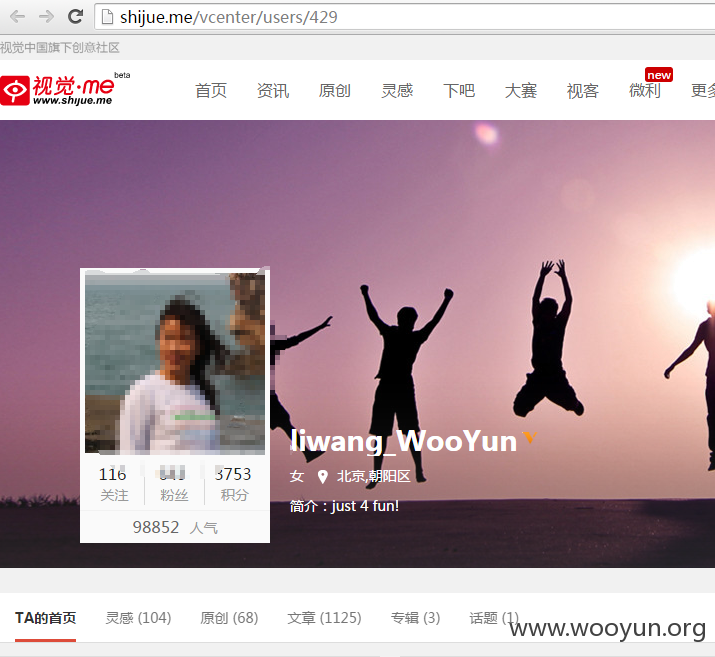 shijue.me/vcenter/users/429
视觉中国旗下创意社区
视觉·me beta
www.shijue.me
首页 资讯 原创 灵感 下吧 大赛 视客 微利 new
liwang_WooYun
女 北京,朝阳区
简介：just 4 fun!
116 3753
关注 粉丝 积分
98852 人气
TA的首页 灵感 (104) 原创 (68) 文章 (1125) 专辑 (3) 话题 (1)
www.wooyun.org